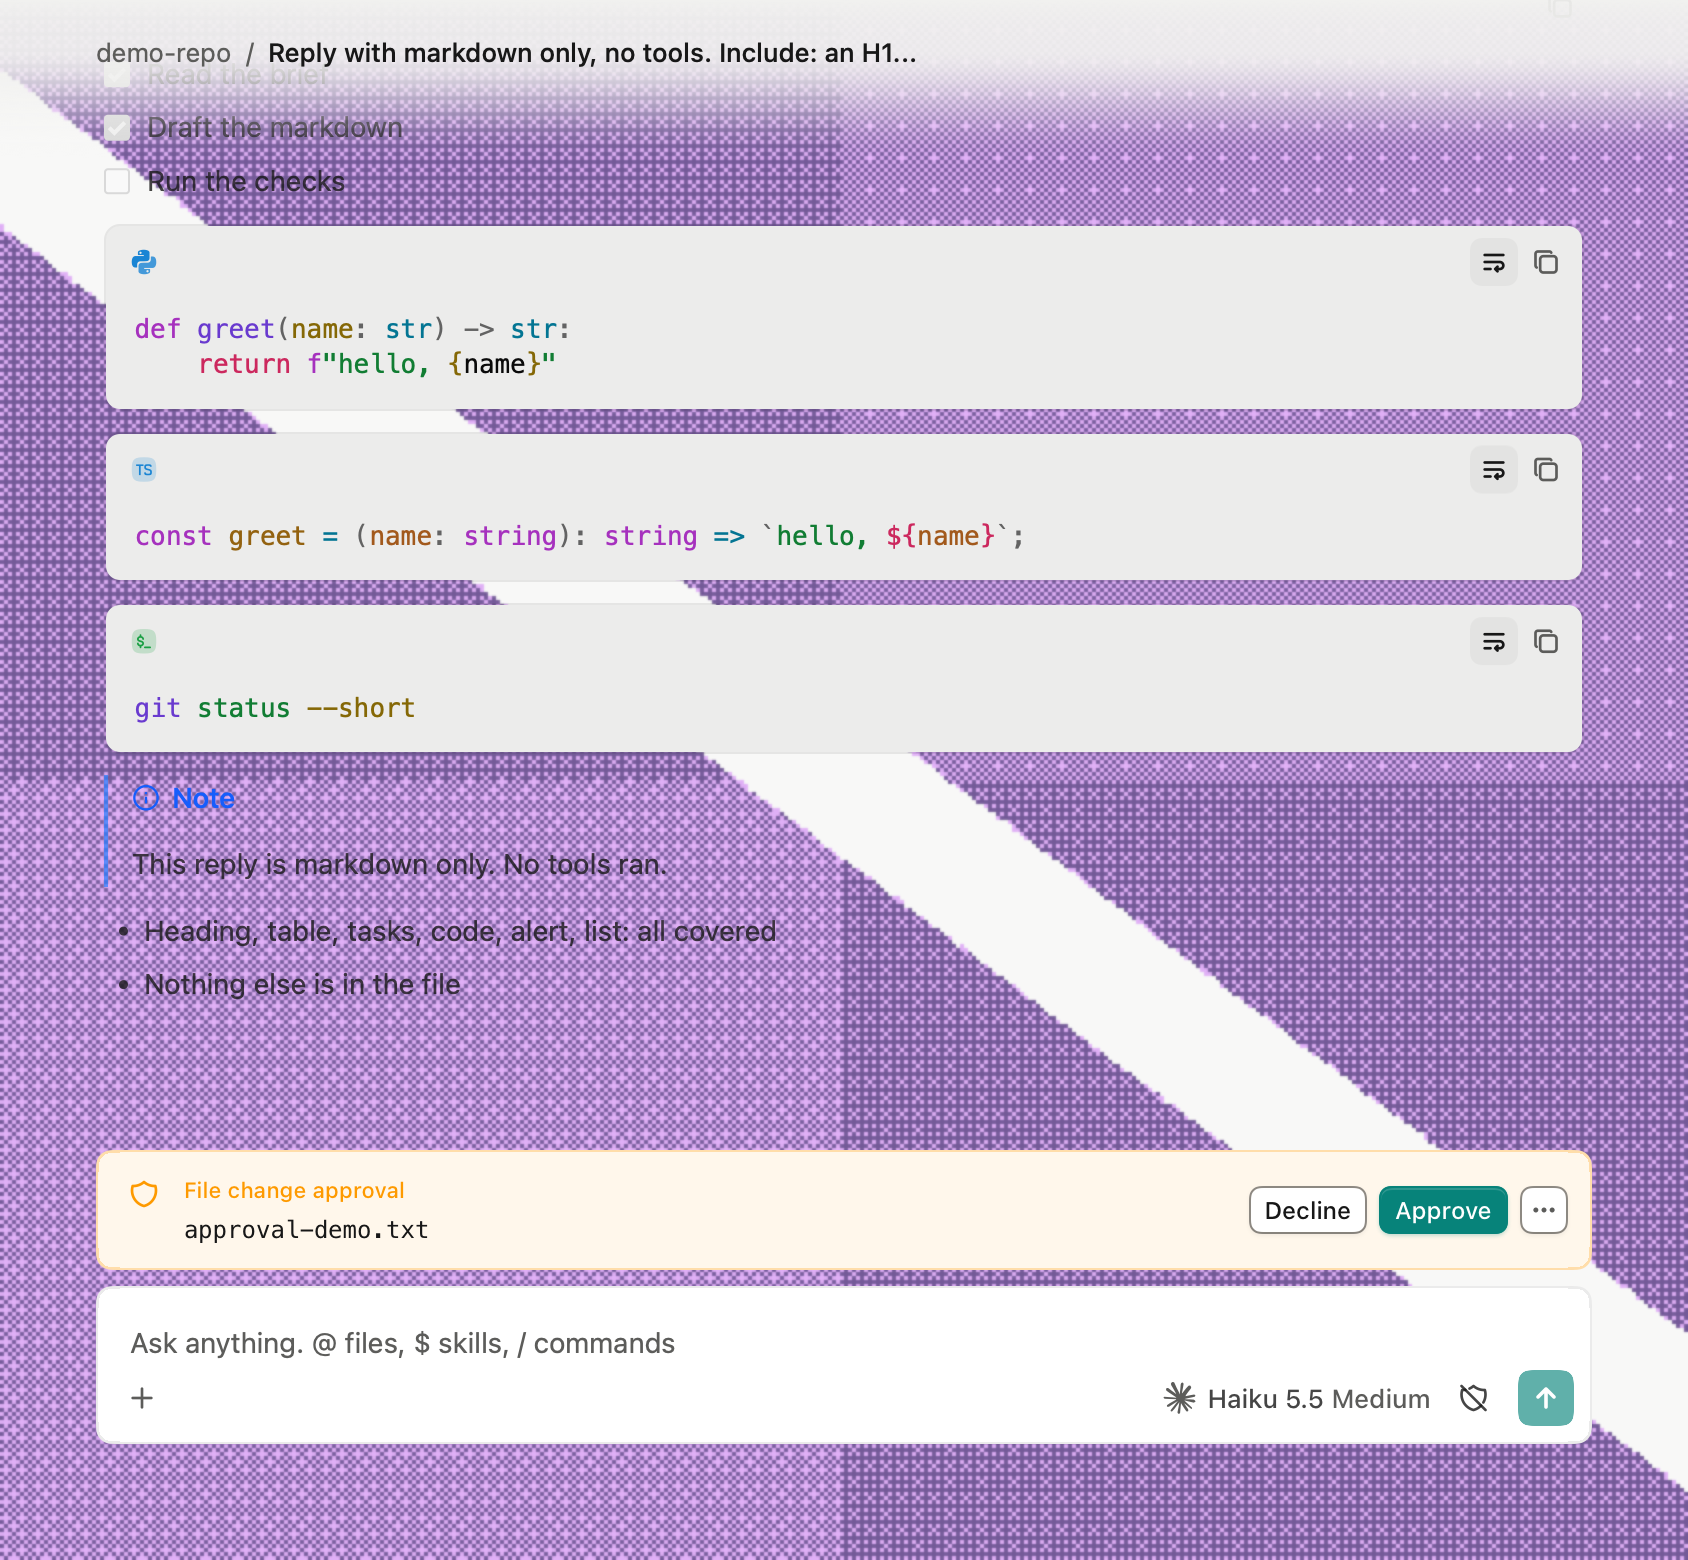 demo-repo / Reply with markdown only, no tools. Include: an H1...
Read the brief
Draft the markdown
Run the checks
def greet(name: str) -> str:
    return f"hello, {name}"
TS
const greet = (name: string): string => `hello, ${name}`;
$_
git status --short
Note
This reply is markdown only. No tools ran.
• Heading, table, tasks, code, alert, list: all covered
• Nothing else is in the file
File change approval
approval-demo.txt
Decline Approve
Ask anything. @ files, $ skills, / commands
Haiku 5.5 Medium